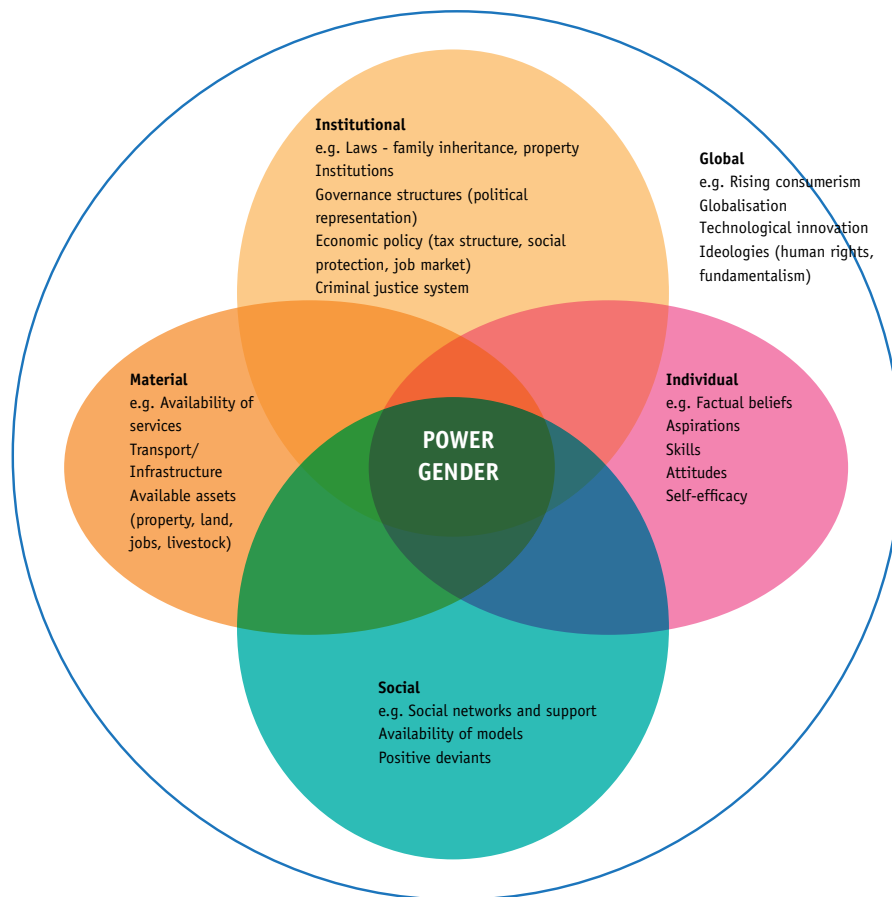 Institutional
e.g. Laws - family inheritance, property
Institutions
Governance structures (political
representation)
Economic policy (tax structure, social
protection, job market)
Criminal justice system
Global
e.g. Rising consumerism
Globalisation
Technological innovation
Ideologies (human rights,
fundamentalism)
Material
e.g. Availability of
services
Transport/
Infrastructure
Available assets
(property, land,
jobs, livestock)
POWER
GENDER
Individual
e.g. Factual beliefs
Aspirations
Skills
Attitudes
Self-efficacy
Social
e.g. Social networks and support
Availability of models
Positive deviants